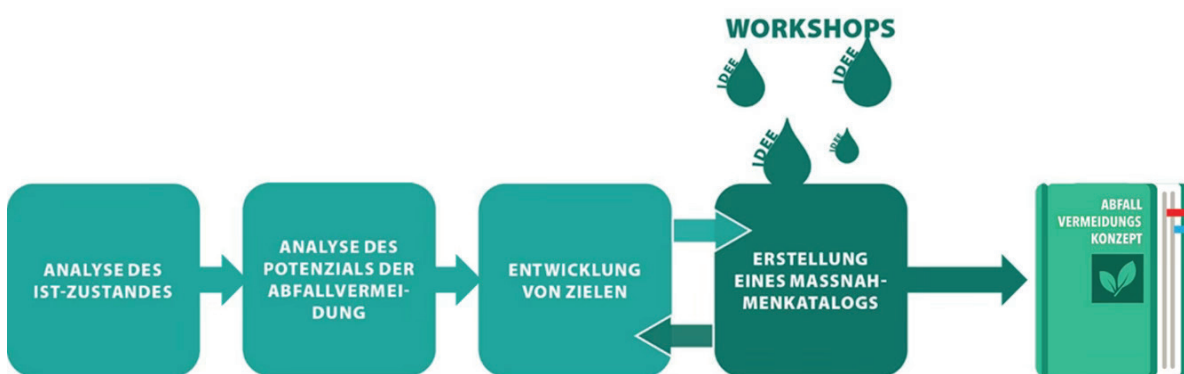 WORKSHOPS
IDEE
IDEE
IDEE
IDEE
ANALYSE DES
IST-ZUSTANDES
ANALYSE DES
POTENZIALS DER
ABFALLVERMEI-
DUNG
ENTWICKLUNG
VON ZIELEN
ERSTELLUNG
EINES MASSNAH-
MENKATALOGS
ABFALL
VERMEIDUNGS
KONZEPT